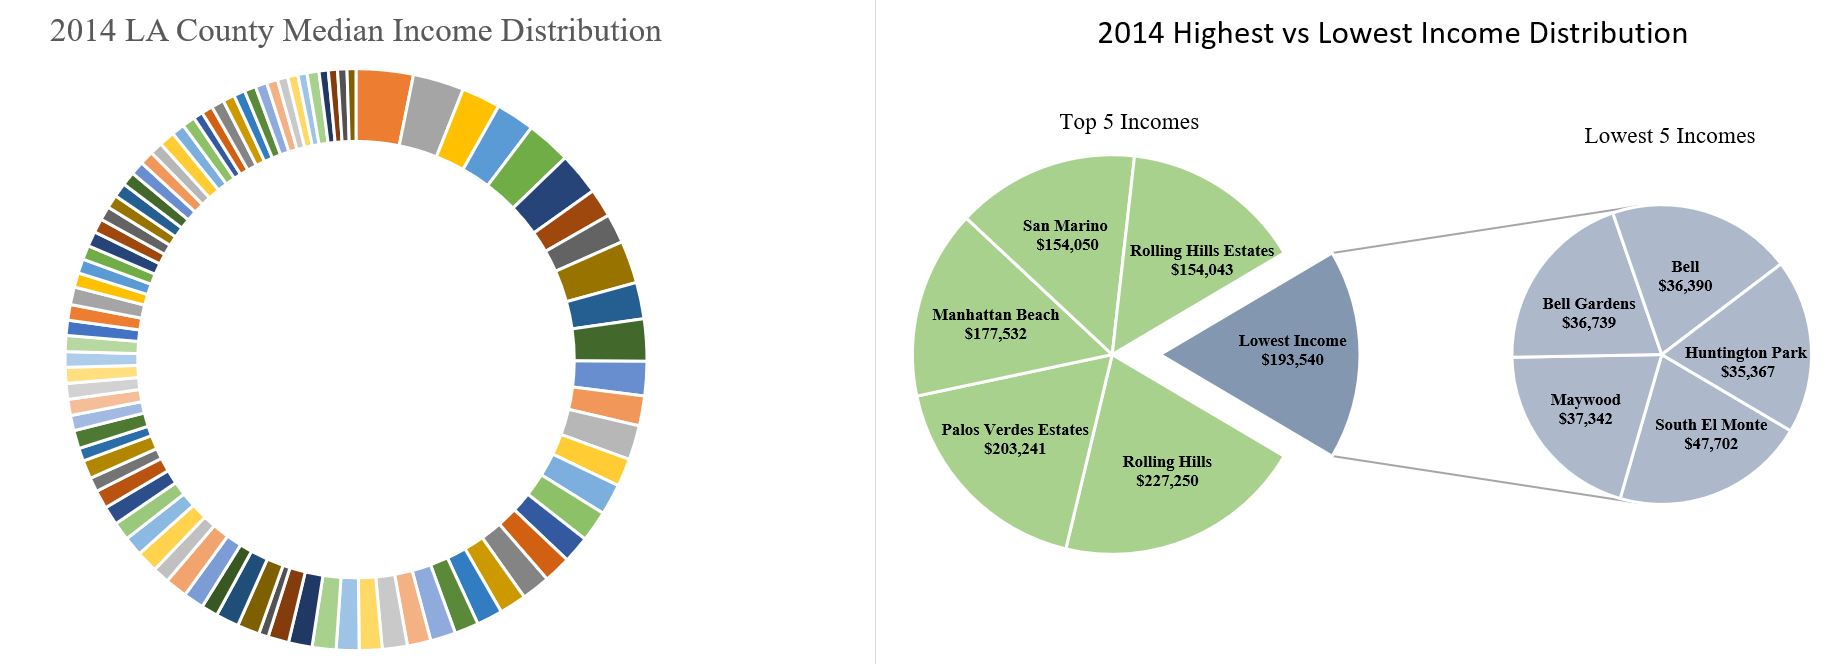 2014 LA County Median Income Distribution
2014 Highest vs Lowest Income Distribution
Top 5 Incomes
San Marino
$154,050
Rolling Hills Estates
$154,043
Manhattan Beach
$177,532
Palos Verdes Estates
$203,241
Rolling Hills
$227,250
Lowest Income
$193,540
Lowest 5 Incomes
Bell
$36,390
Bell Gardens
$36,739
Huntington Park
$35,367
Maywood
$37,342
South El Monte
$47,702